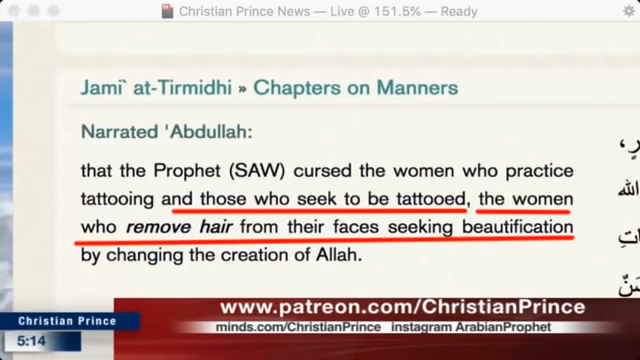 Christian Prince News — Live @ 151.5% — Ready
Jami` at-Tirmidhi » Chapters on Manners
Narrated 'Abdullah:
that the Prophet (SAW) cursed the women who practice
tattooing and those who seek to be tattooed, the women
who remove hair from their faces seeking beautification
by changing the creation of Allah.
www.patreon.com/ChristianPrince
Christian Prince
minds.com/ChristianPrince instagram ArabianProphet
5:14